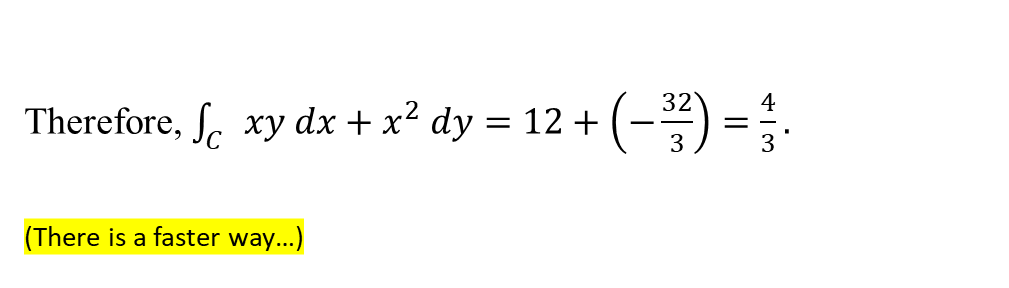 Therefore, ∫_C xy dx + x² dy = 12 + (−32/3) = 4/3.
(There is a faster way...)